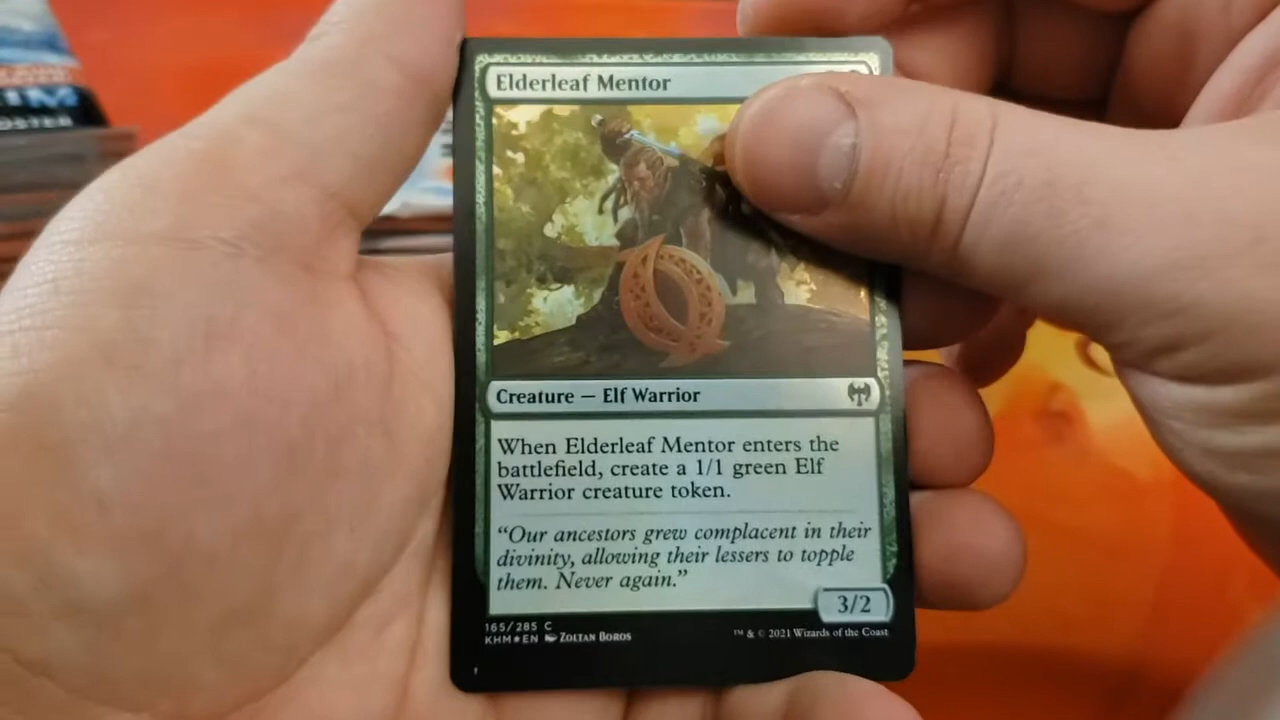 IM
OSTER
Elderleaf Mentor
Creature — Elf Warrior
When Elderleaf Mentor enters the
battlefield, create a 1/1 green Elf
Warrior creature token.
“Our ancestors grew complacent in their
divinity, allowing their lessers to topple
them. Never again.”
3/2
165/285 C
KHM★EN Zoltan Boros
™ & © 2021 Wizards of the Coast